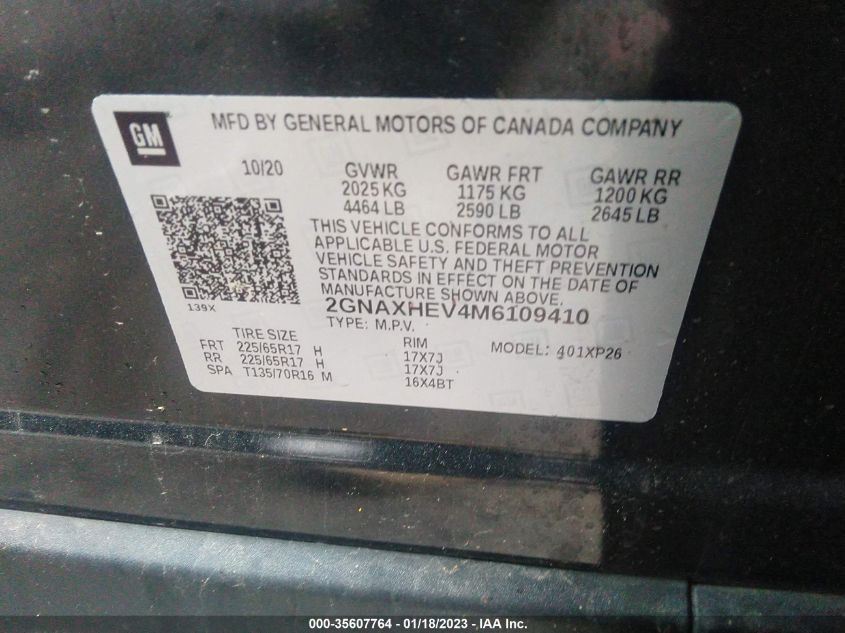 GM
MFD BY GENERAL MOTORS OF CANADA COMPANY
10/20 GVWR GAWR FRT GAWR RR
2025 KG 1175 KG 1200 KG
4464 LB 2590 LB 2645 LB
THIS VEHICLE CONFORMS TO ALL
APPLICABLE U.S. FEDERAL MOTOR
VEHICLE SAFETY AND THEFT PREVENTION
STANDARDS IN EFFECT ON THE DATE OF
MANUFACTURE SHOWN ABOVE.
139X
2GNAXHEV4M6109410
TYPE: M.P.V.
TIRE SIZE RIM MODEL: 401XP26
FRT 225/65R17 H 17X7J
RR 225/65R17 H 17X7J
SPA T135/70R16 M 16X4BT
000-35607764 - 01/18/2023 - IAA Inc.